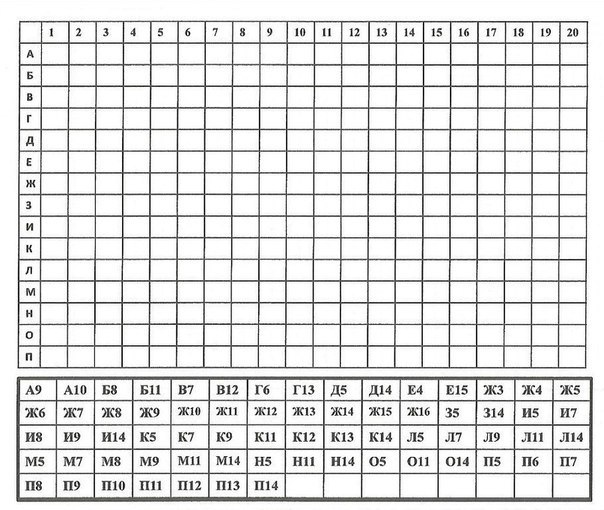 1 2 3 4 5 6 7 8 9 10 11 12 13 14 15 16 17 18 19 20
А
Б
В
Г
Д
Е
Ж
З
И
К
Л
М
Н
О
П
А9 А10 Б8 Б11 В7 В12 Г6 Г13 Д5 Д14 Е4 Е15 Ж3 Ж4 Ж5
Ж6 Ж7 Ж8 Ж9 Ж10 Ж11 Ж12 Ж13 Ж14 Ж15 Ж16 З5 З14 И5 И7
И8 И9 И14 К5 К7 К9 К11 К12 К13 К14 Л5 Л7 Л9 Л11 Л14
М5 М7 М8 М9 М11 М14 Н5 Н11 Н14 О5 О11 О14 П5 П6 П7
П8 П9 П10 П11 П12 П13 П14